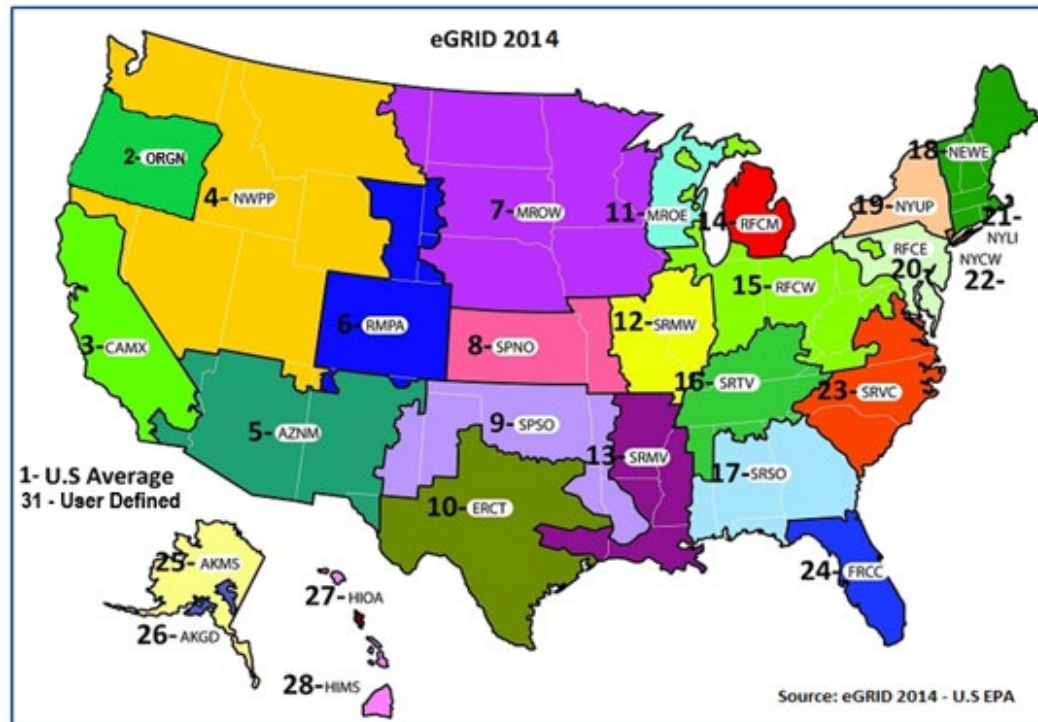 eGRID 2014
2- ORGN
4- NWPP
7- MROW
11- MROE
14- RFCM
18- NEWE
19- NYUP
21-
NYLI
RFCE
20-
NYCW
22-
15- RFCW
3- CAMX
6- RMPA
8- SPNO
12- SRMW
16- SRTV
23- SRVC
5- AZNM
9- SPSO
13- SRMV
17- SRSO
1- U.S Average
31 - User Defined
10- ERCT
24- FRCC
25- AKMS
26- AKGD
27- HIOA
28- HIMS
Source: eGRID 2014 - U.S EPA